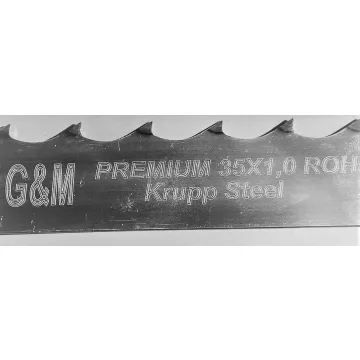 G&M
PREMIUM 35X1,0 ROH
Krupp Steel